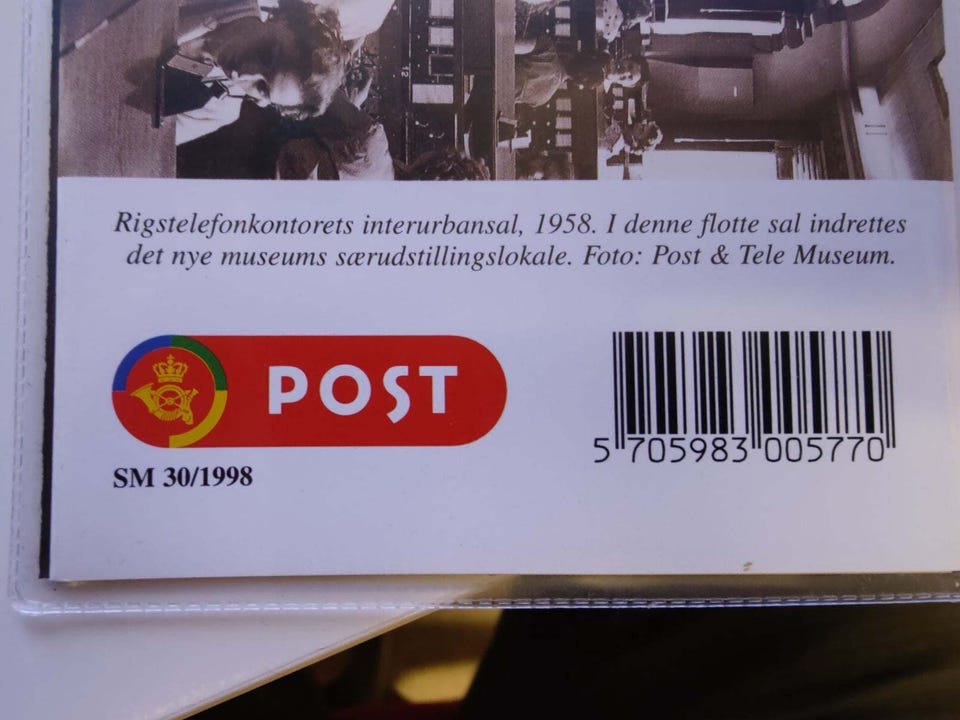 Rigstelefonkontorets interurbansal, 1958. I denne flotte sal indrettes
det nye museums særudstillingslokale. Foto: Post & Tele Museum.
POST
SM 30/1998
5 705983 005770